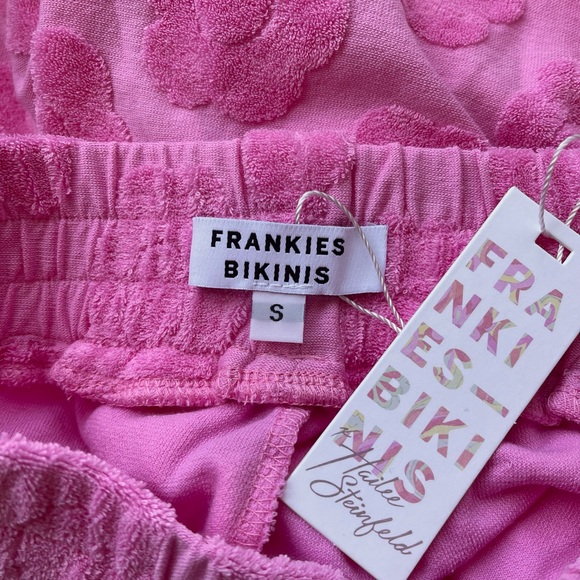 FRANKIES
BIKINIS
S
FRA
NKI
ES—
BIKI
NIS
Hailee
Steinfeld